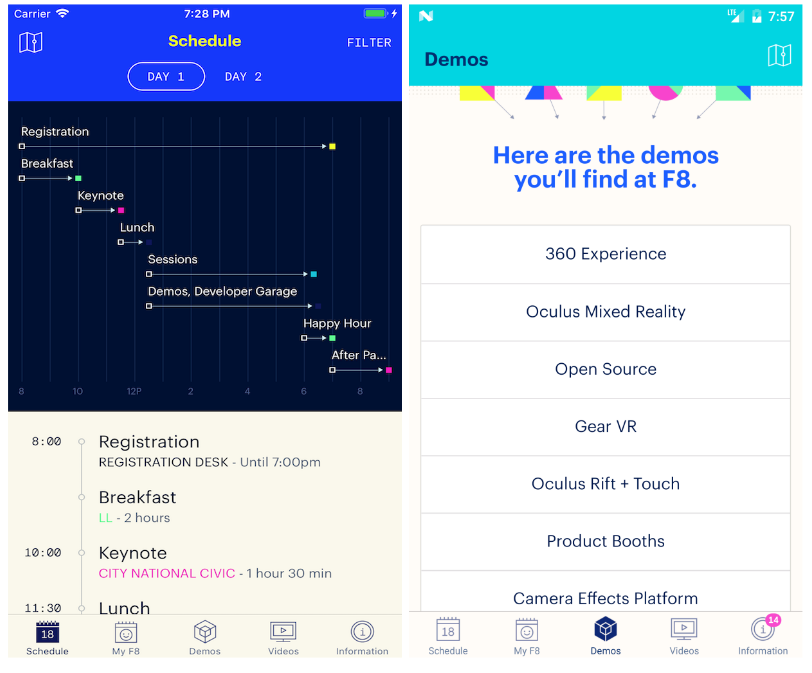 Carrier 7:28 PM
Schedule
FILTER
DAY 1 DAY 2
Registration
Breakfast
Keynote
Lunch
Sessions
Demos, Developer Garage
Happy Hour
After Pa...
8 10 12P 2 4 6 8
8:00 Registration
REGISTRATION DESK - Until 7:00pm
Breakfast
LL - 2 hours
10:00 Keynote
CITY NATIONAL CIVIC - 1 hour 30 min
11:30 Lunch
18
Schedule My F8 Demos Videos Information
LTE 7:57
Demos
Here are the demos
you'll find at F8.
360 Experience
Oculus Mixed Reality
Open Source
Gear VR
Oculus Rift + Touch
Product Booths
Camera Effects Platform
18 14
Schedule My F8 Demos Videos Information